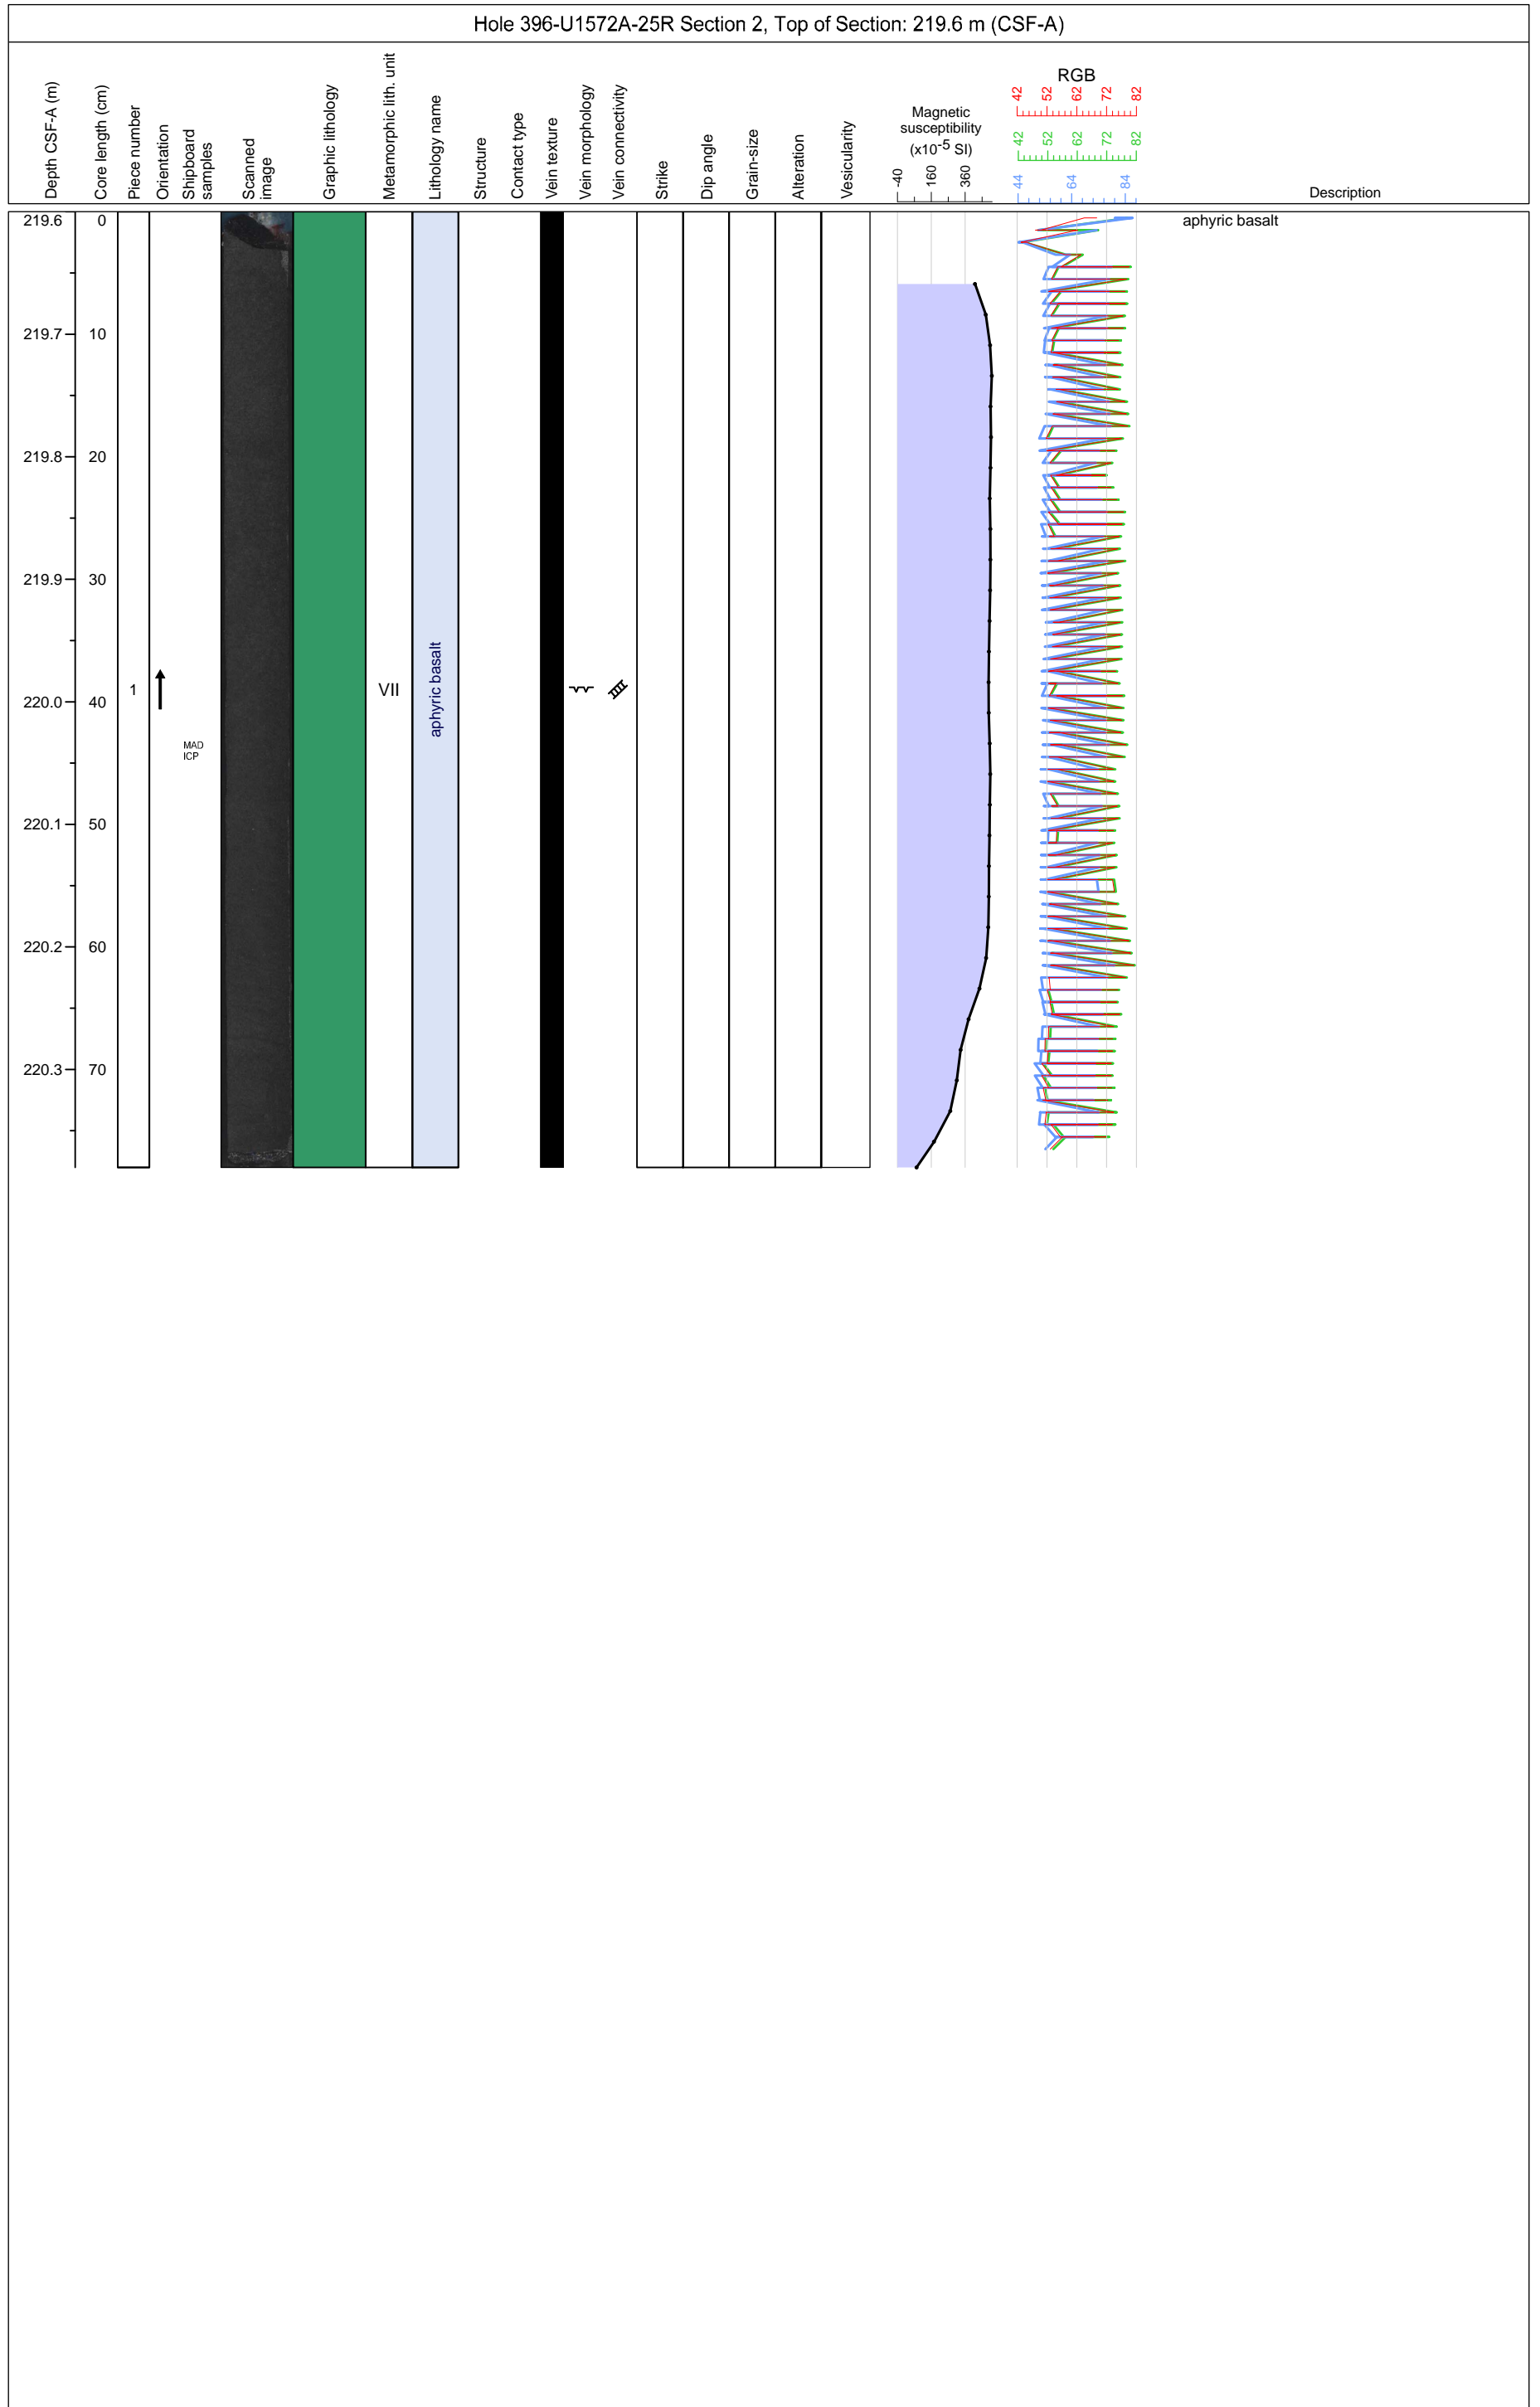 Hole 396-U1572A-25R Section 2, Top of Section: 219.6 m (CSF-A)
Depth CSF-A (m)
Core length (cm)
Piece number
Orientation
Shipboard
samples
Scanned
image
Graphic lithology
Metamorphic lith. unit
Lithology name
Structure
Contact type
Vein texture
Vein morphology
Vein connectivity
Strike
Dip angle
Grain-size
Alteration
Vesicularity
Magnetic
susceptibility
(x10-5 SI)
-40 160 360
RGB
42 52 62 72 82
42 52 62 72 82
44 64 84
Description
219.6 0
aphyric basalt
219.7 10
219.8 20
219.9 30
1
VII
aphyric basalt
220.0 40
MAD
ICP
220.1 50
220.2 60
220.3 70